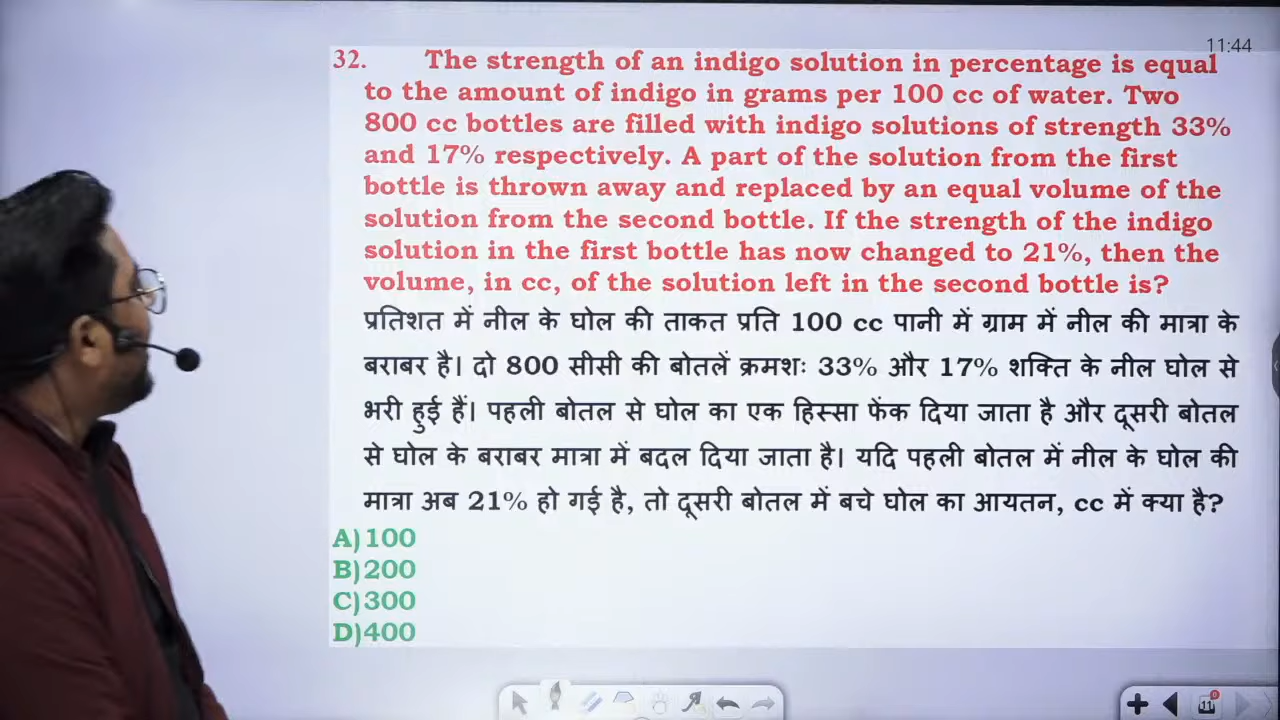 11:44
32. The strength of an indigo solution in percentage is equal
to the amount of indigo in grams per 100 cc of water. Two
800 cc bottles are filled with indigo solutions of strength 33%
and 17% respectively. A part of the solution from the first
bottle is thrown away and replaced by an equal volume of the
solution from the second bottle. If the strength of the indigo
solution in the first bottle has now changed to 21%, then the
volume, in cc, of the solution left in the second bottle is?
प्रतिशत में नील के घोल की ताकत प्रति 100 cc पानी में ग्राम में नील की मात्रा के
बराबर है। दो 800 सीसी की बोतलें क्रमशः 33% और 17% शक्ति के नील घोल से
भरी हुई हैं। पहली बोतल से घोल का एक हिस्सा फेंक दिया जाता है और दूसरी बोतल
से घोल के बराबर मात्रा में बदल दिया जाता है। यदि पहली बोतल में नील के घोल की
मात्रा अब 21% हो गई है, तो दूसरी बोतल में बचे घोल का आयतन, cc में क्या है?
A) 100
B) 200
C) 300
D) 400
11